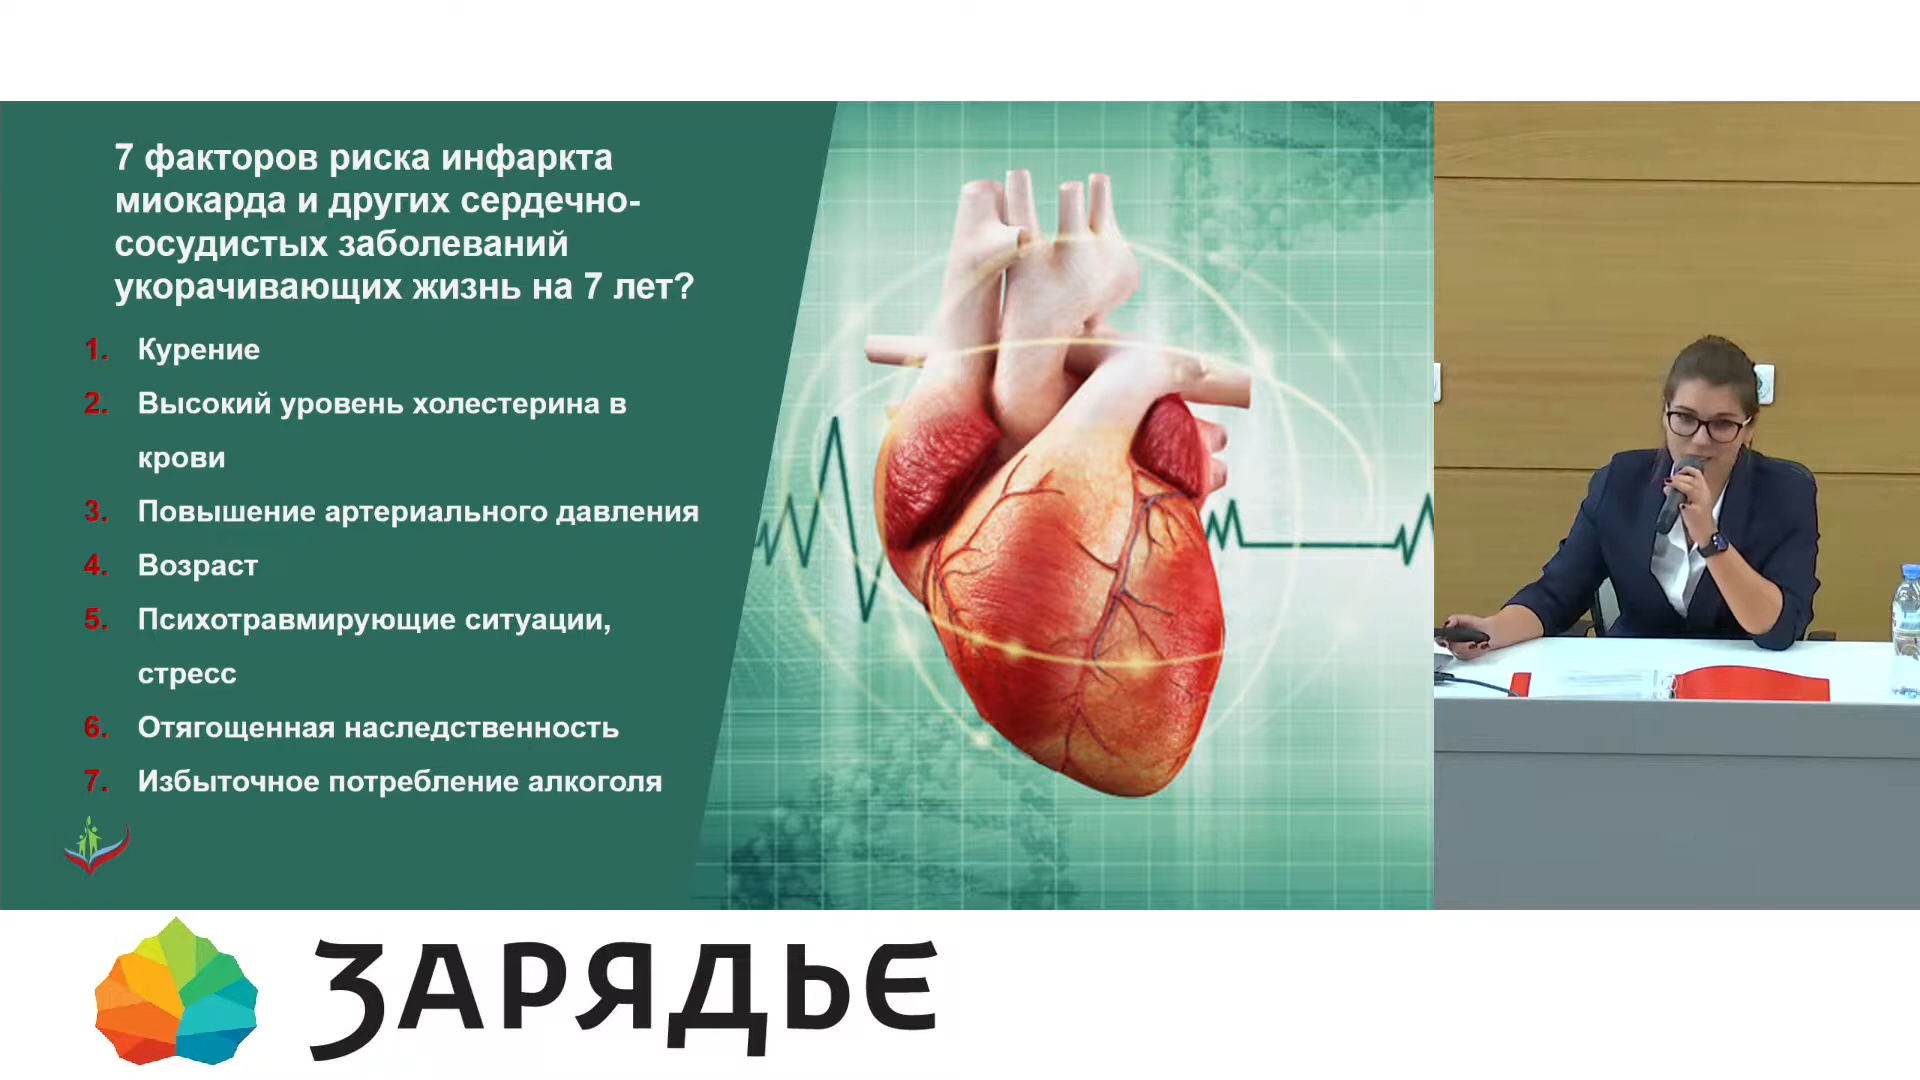 7 факторов риска инфаркта
миокарда и других сердечно-
сосудистых заболеваний
укорачивающих жизнь на 7 лет?
1. Курение
2. Высокий уровень холестерина в
крови
3. Повышение артериального давления
4. Возраст
5. Психотравмирующие ситуации,
стресс
6. Отягощенная наследственность
7. Избыточное потребление алкоголя
ЗАРЯДЬЕ